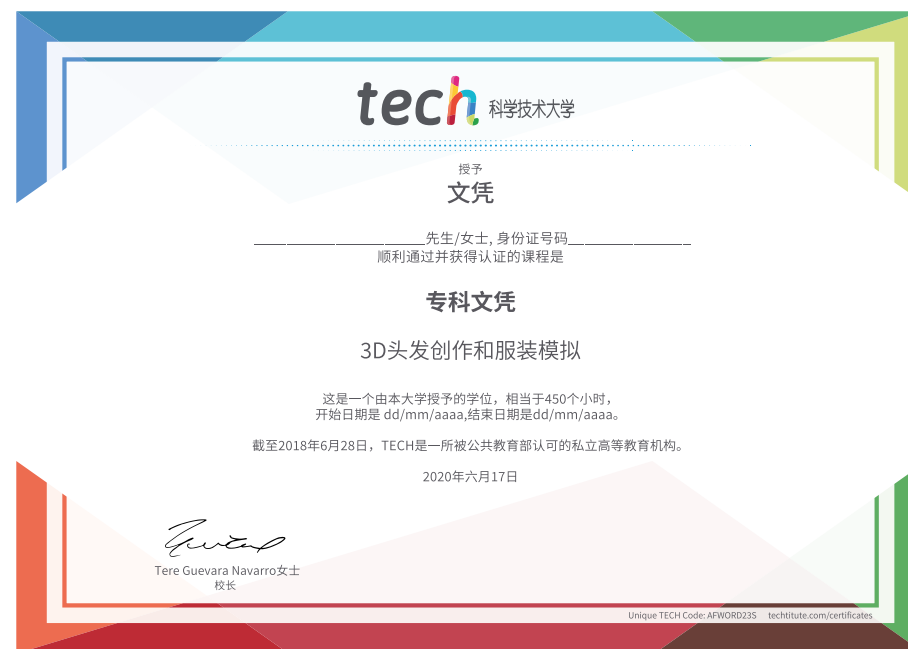 tech 科学技术大学
授予
文凭
________________________先生/女士, 身份证号码_________________
顺利通过并获得认证的课程是
专科文凭
3D头发创作和服装模拟
这是一个由本大学授予的学位，相当于450个小时，
开始日期是 dd/mm/aaaa,结束日期是dd/mm/aaaa。
截至2018年6月28日，TECH是一所被公共教育部认可的私立高等教育机构。
2020年六月17日
Tere Guevara Navarro女士
校长
Unique TECH Code: AFWORD23S techtitute.com/certificates